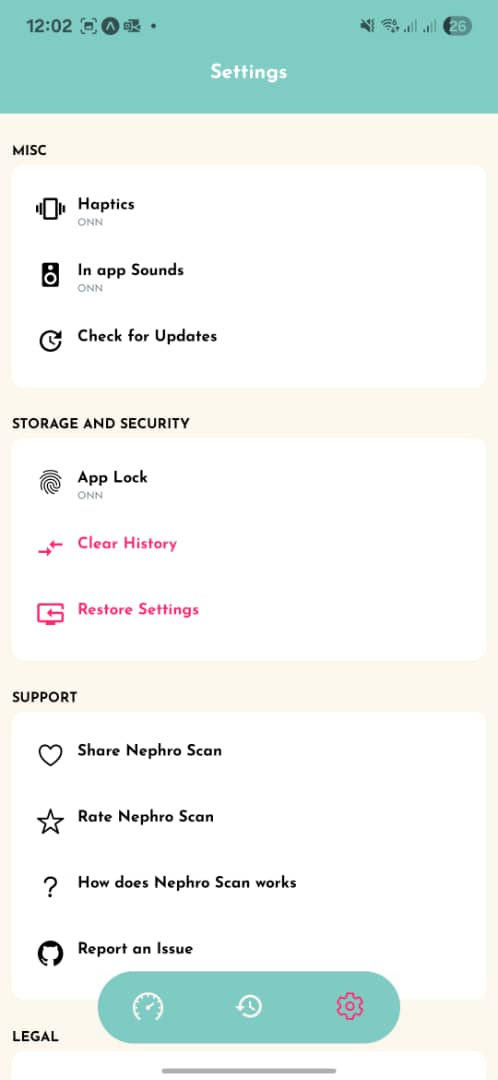 12:02
26
Settings
MISC
Haptics
ONN
In app Sounds
ONN
Check for Updates
STORAGE AND SECURITY
App Lock
ONN
Clear History
Restore Settings
SUPPORT
Share Nephro Scan
Rate Nephro Scan
How does Nephro Scan works
Report an Issue
LEGAL